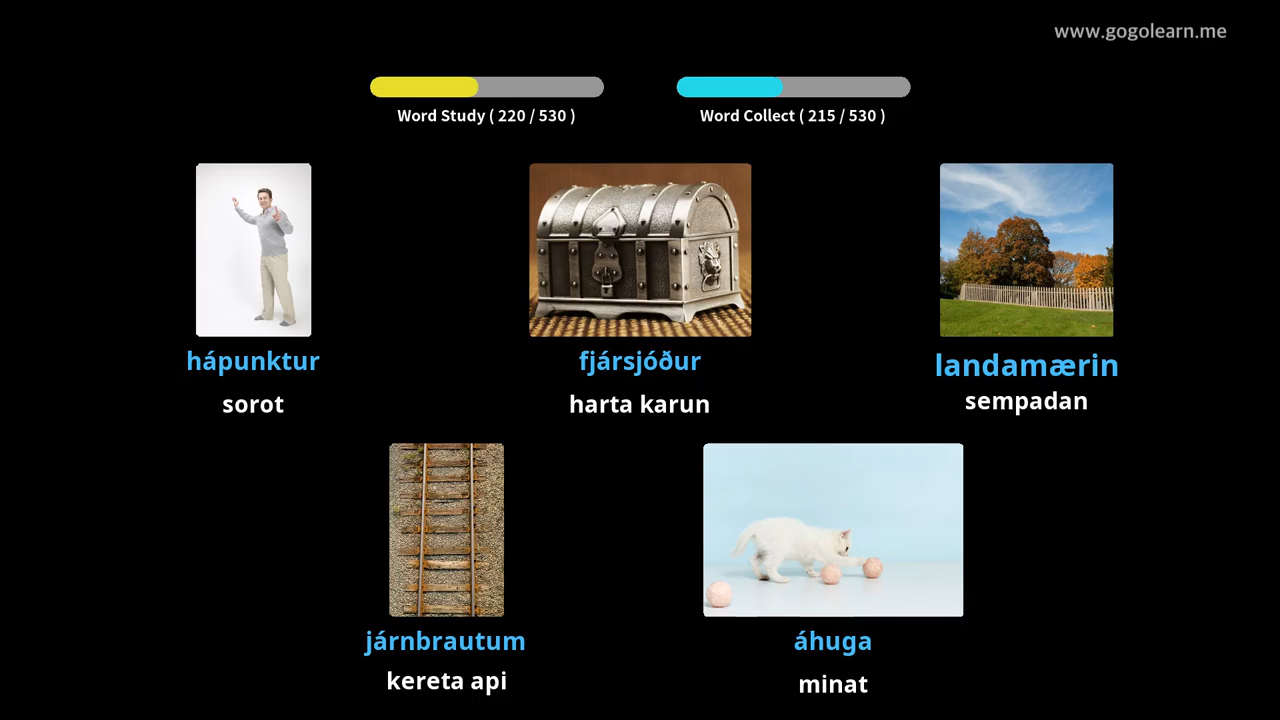 www.gogolearn.me
Word Study ( 220 / 530 )
Word Collect ( 215 / 530 )
hápunktur
sorot
fjársjóður
harta karun
landamærin
sempadan
járnbrautum
kereta api
áhuga
minat